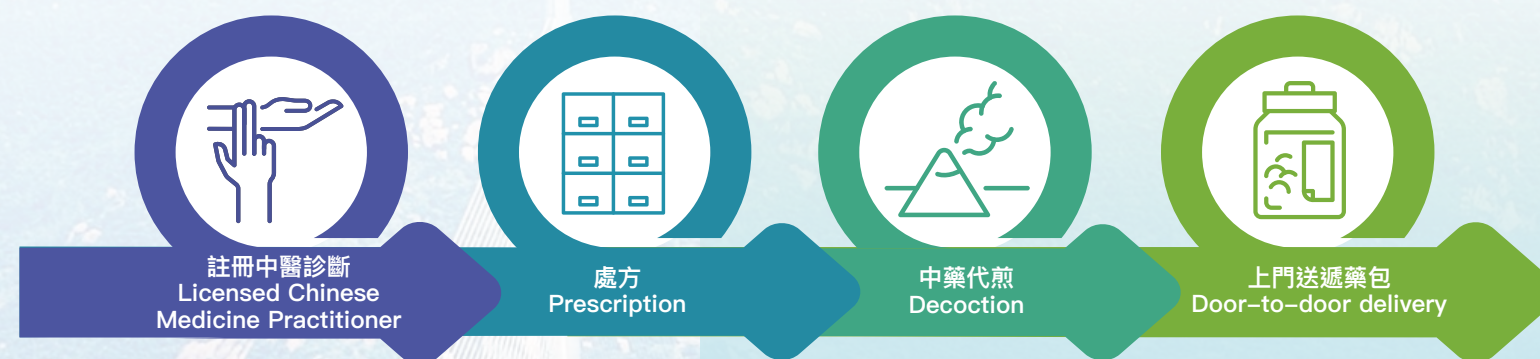 註冊中醫診斷
Licensed Chinese
Medicine Practitioner
處方
Prescription
中藥代煎
Decoction
上門送遞藥包
Door-to-door delivery